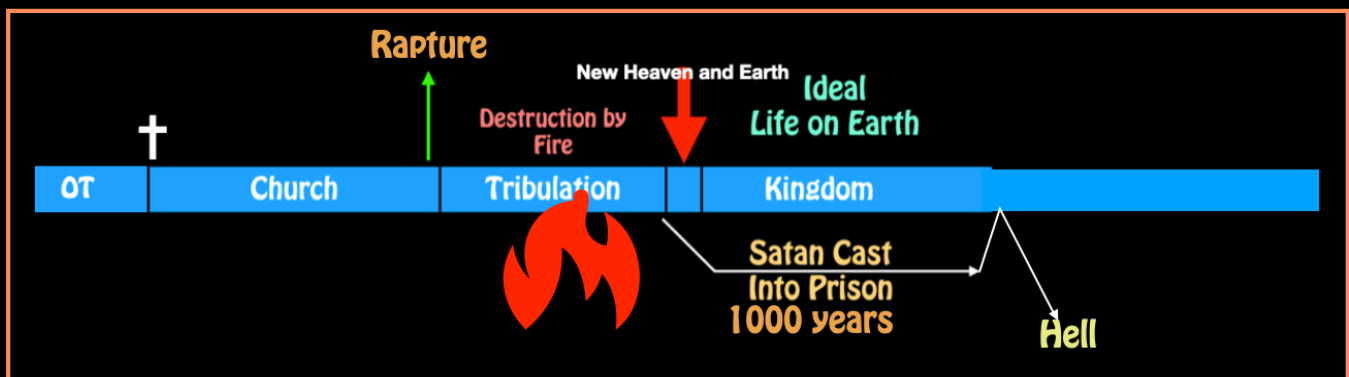 Rapture
New Heaven and Earth
Ideal
Life on Earth
Destruction by
Fire
OT
Church
Tribulation
Kingdom
Satan Cast
Into Prison
1000 years
Hell